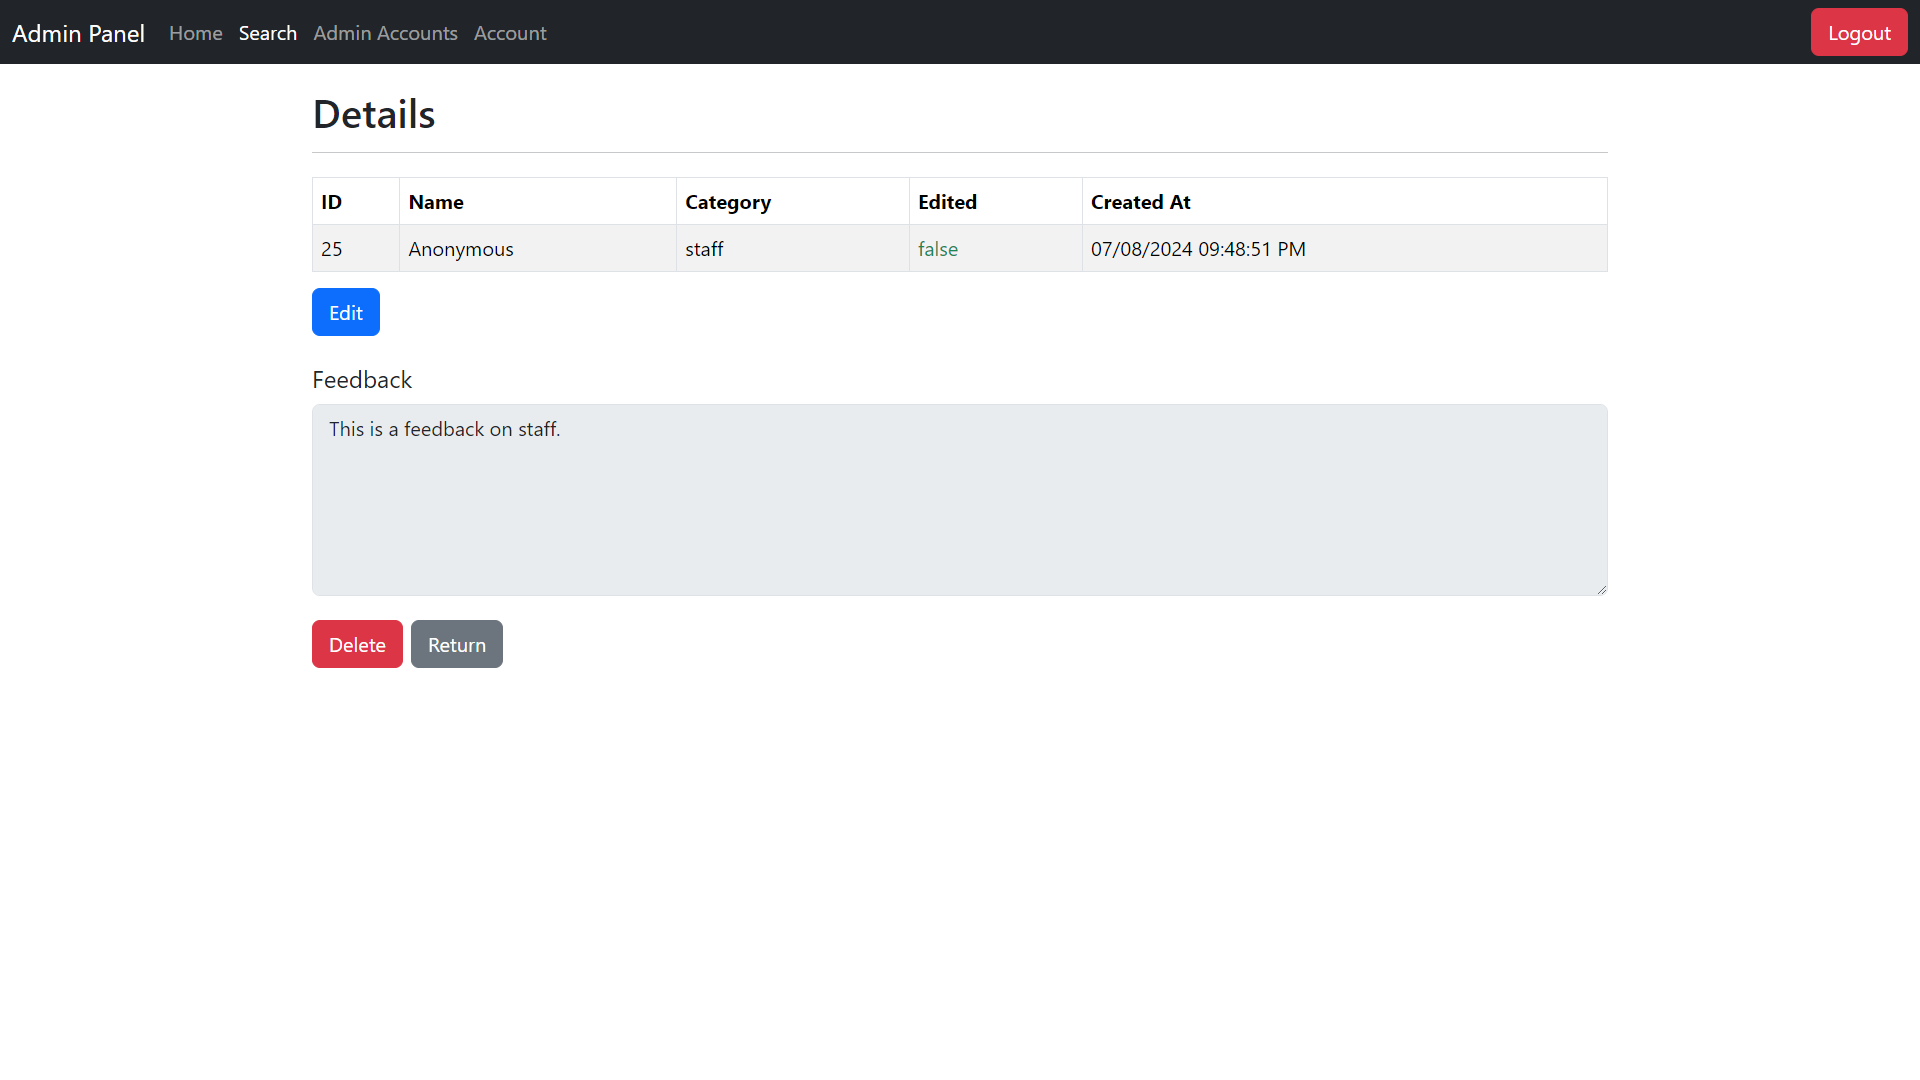 Admin Panel Home Search Admin Accounts Account Logout
Details
ID Name Category Edited Created At
25 Anonymous staff false 07/08/2024 09:48:51 PM
Edit
Feedback
This is a feedback on staff.
Delete Return